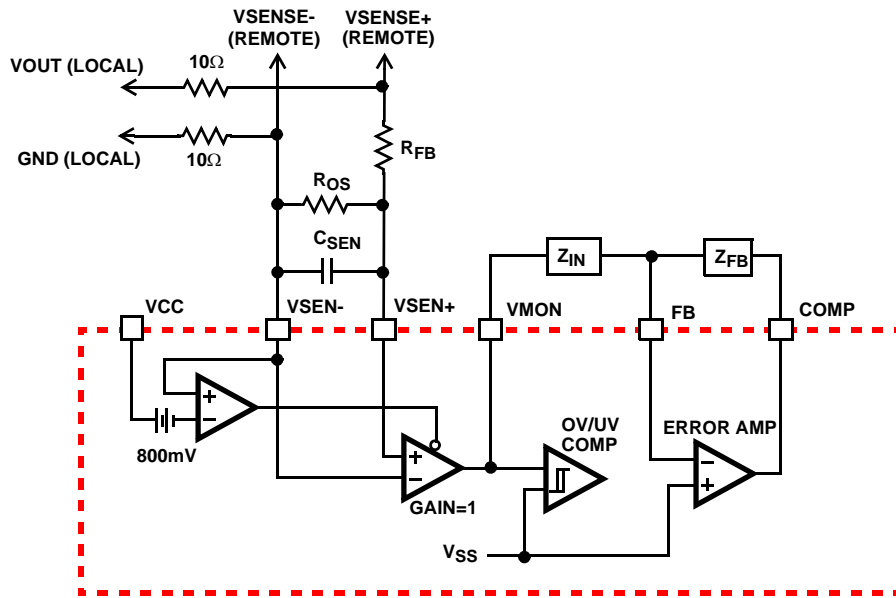 VSENSE-
(REMOTE)
VSENSE+
(REMOTE)
VOUT (LOCAL)
10Ω
GND (LOCAL)
10Ω
RFB
ROS
CSEN
ZIN
ZFB
VCC
VSEN-
VSEN+
VMON
FB
COMP
+
−
800mV
+
−
GAIN=1
OV/UV
COMP
ERROR AMP
−
+
VSS